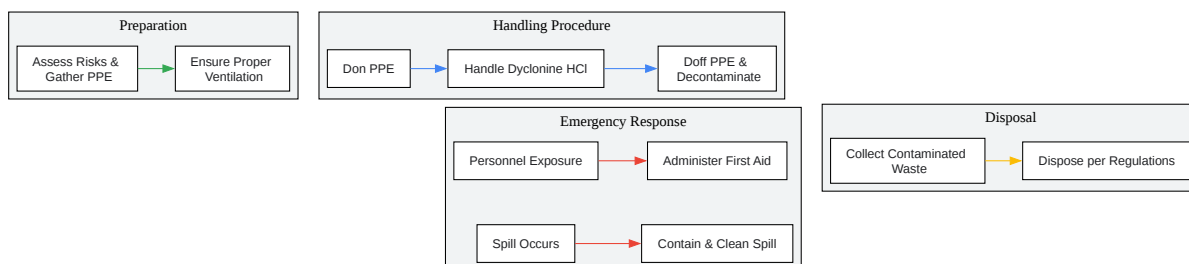 Preparation
Assess Risks &
Gather PPE
Ensure Proper
Ventilation
Handling Procedure
Don PPE
Handle Dyclonine HCl
Doff PPE &
Decontaminate
Emergency Response
Personnel Exposure
Administer First Aid
Spill Occurs
Contain & Clean Spill
Disposal
Collect Contaminated
Waste
Dispose per Regulations